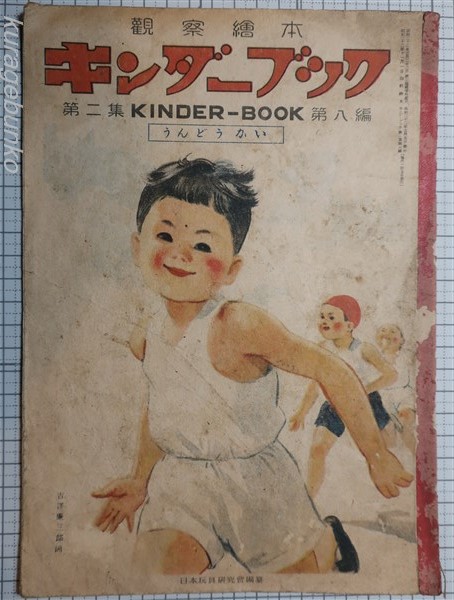 觀察繪本
キンダーブック
第二集 KINDER-BOOK 第八編
うんどうかい
日本玩具研究會編纂
kuragebunko